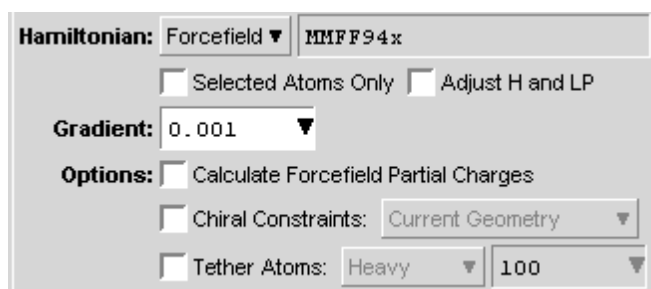 Hamiltonian: Forcefield MMFF94x
Selected Atoms Only Adjust H and LP
Gradient: 0.001
Options: Calculate Forcefield Partial Charges
Chiral Constraints: Current Geometry
Tether Atoms: Heavy 100